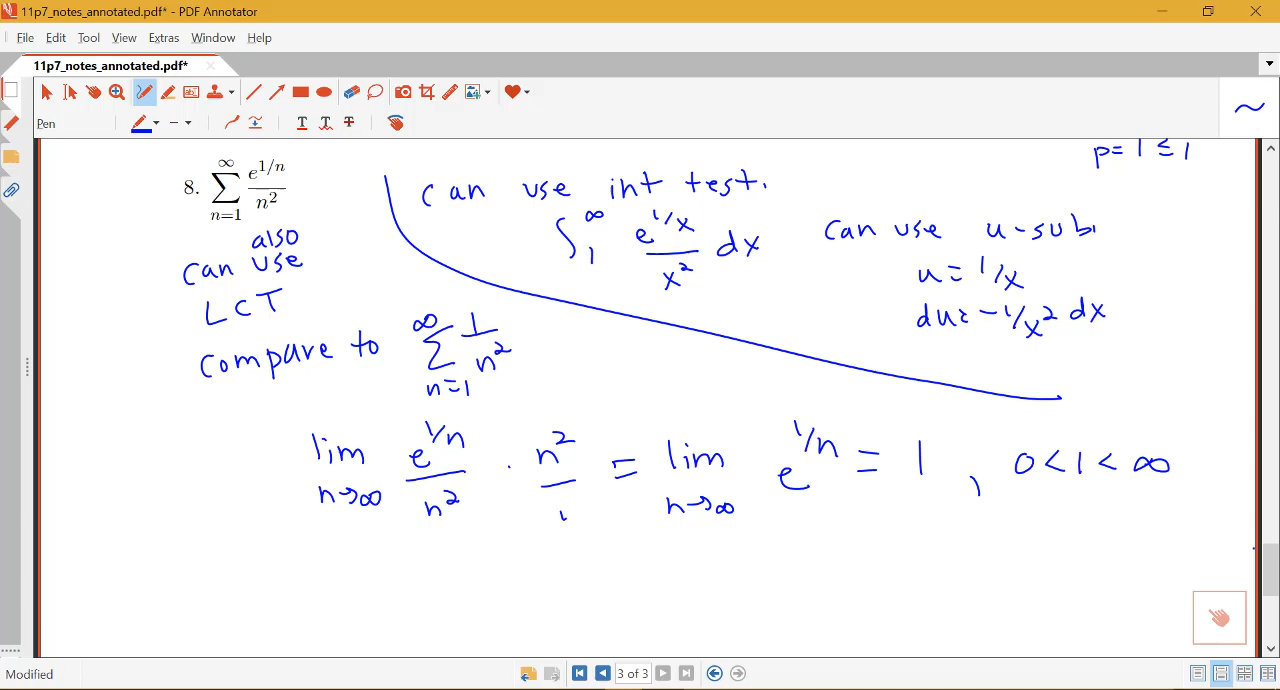 11p7_notes_annotated.pdf* - PDF Annotator
File Edit Tool View Extras Window Help
11p7_notes_annotated.pdf*
Pen
p = 1 ≤ 1
8. ∑_{n=1}^{∞} e^{1/n}/n^2
can use int test.
∫_1^∞ e^{1/x}/x^2 dx
can use u-sub.
u = 1/x
du = -1/x^2 dx
also
can use
LCT
compare to ∑_{n=1}^{∞} 1/n^2
lim_{n→∞} e^{1/n}/n^2 · n^2/1 = lim_{n→∞} e^{1/n} = 1, 0 < 1 < ∞
3 of 3
Modified